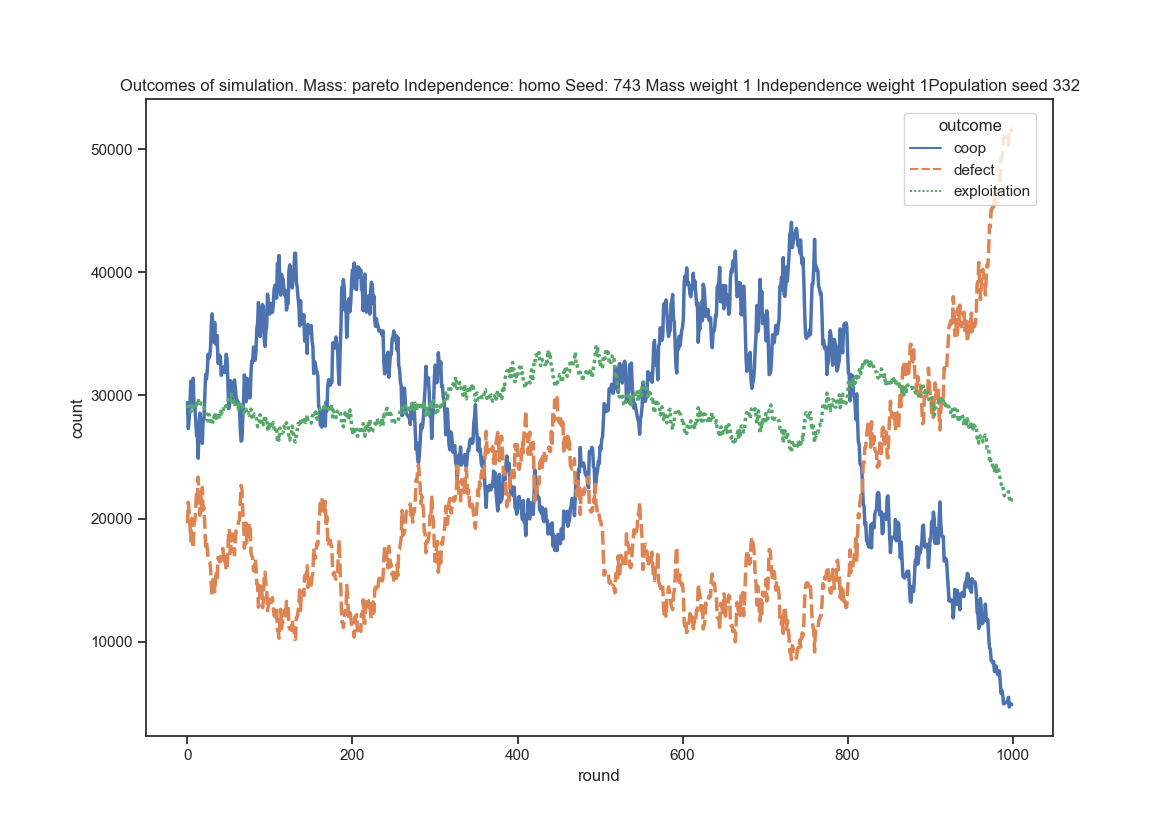 Outcomes of simulation. Mass: pareto Independence: homo Seed: 743 Mass weight 1 Independence weight 1Population seed 332
outcome
coop
defect
exploitation
50000
40000
30000
20000
10000
count
0
200
400
600
800
1000
round